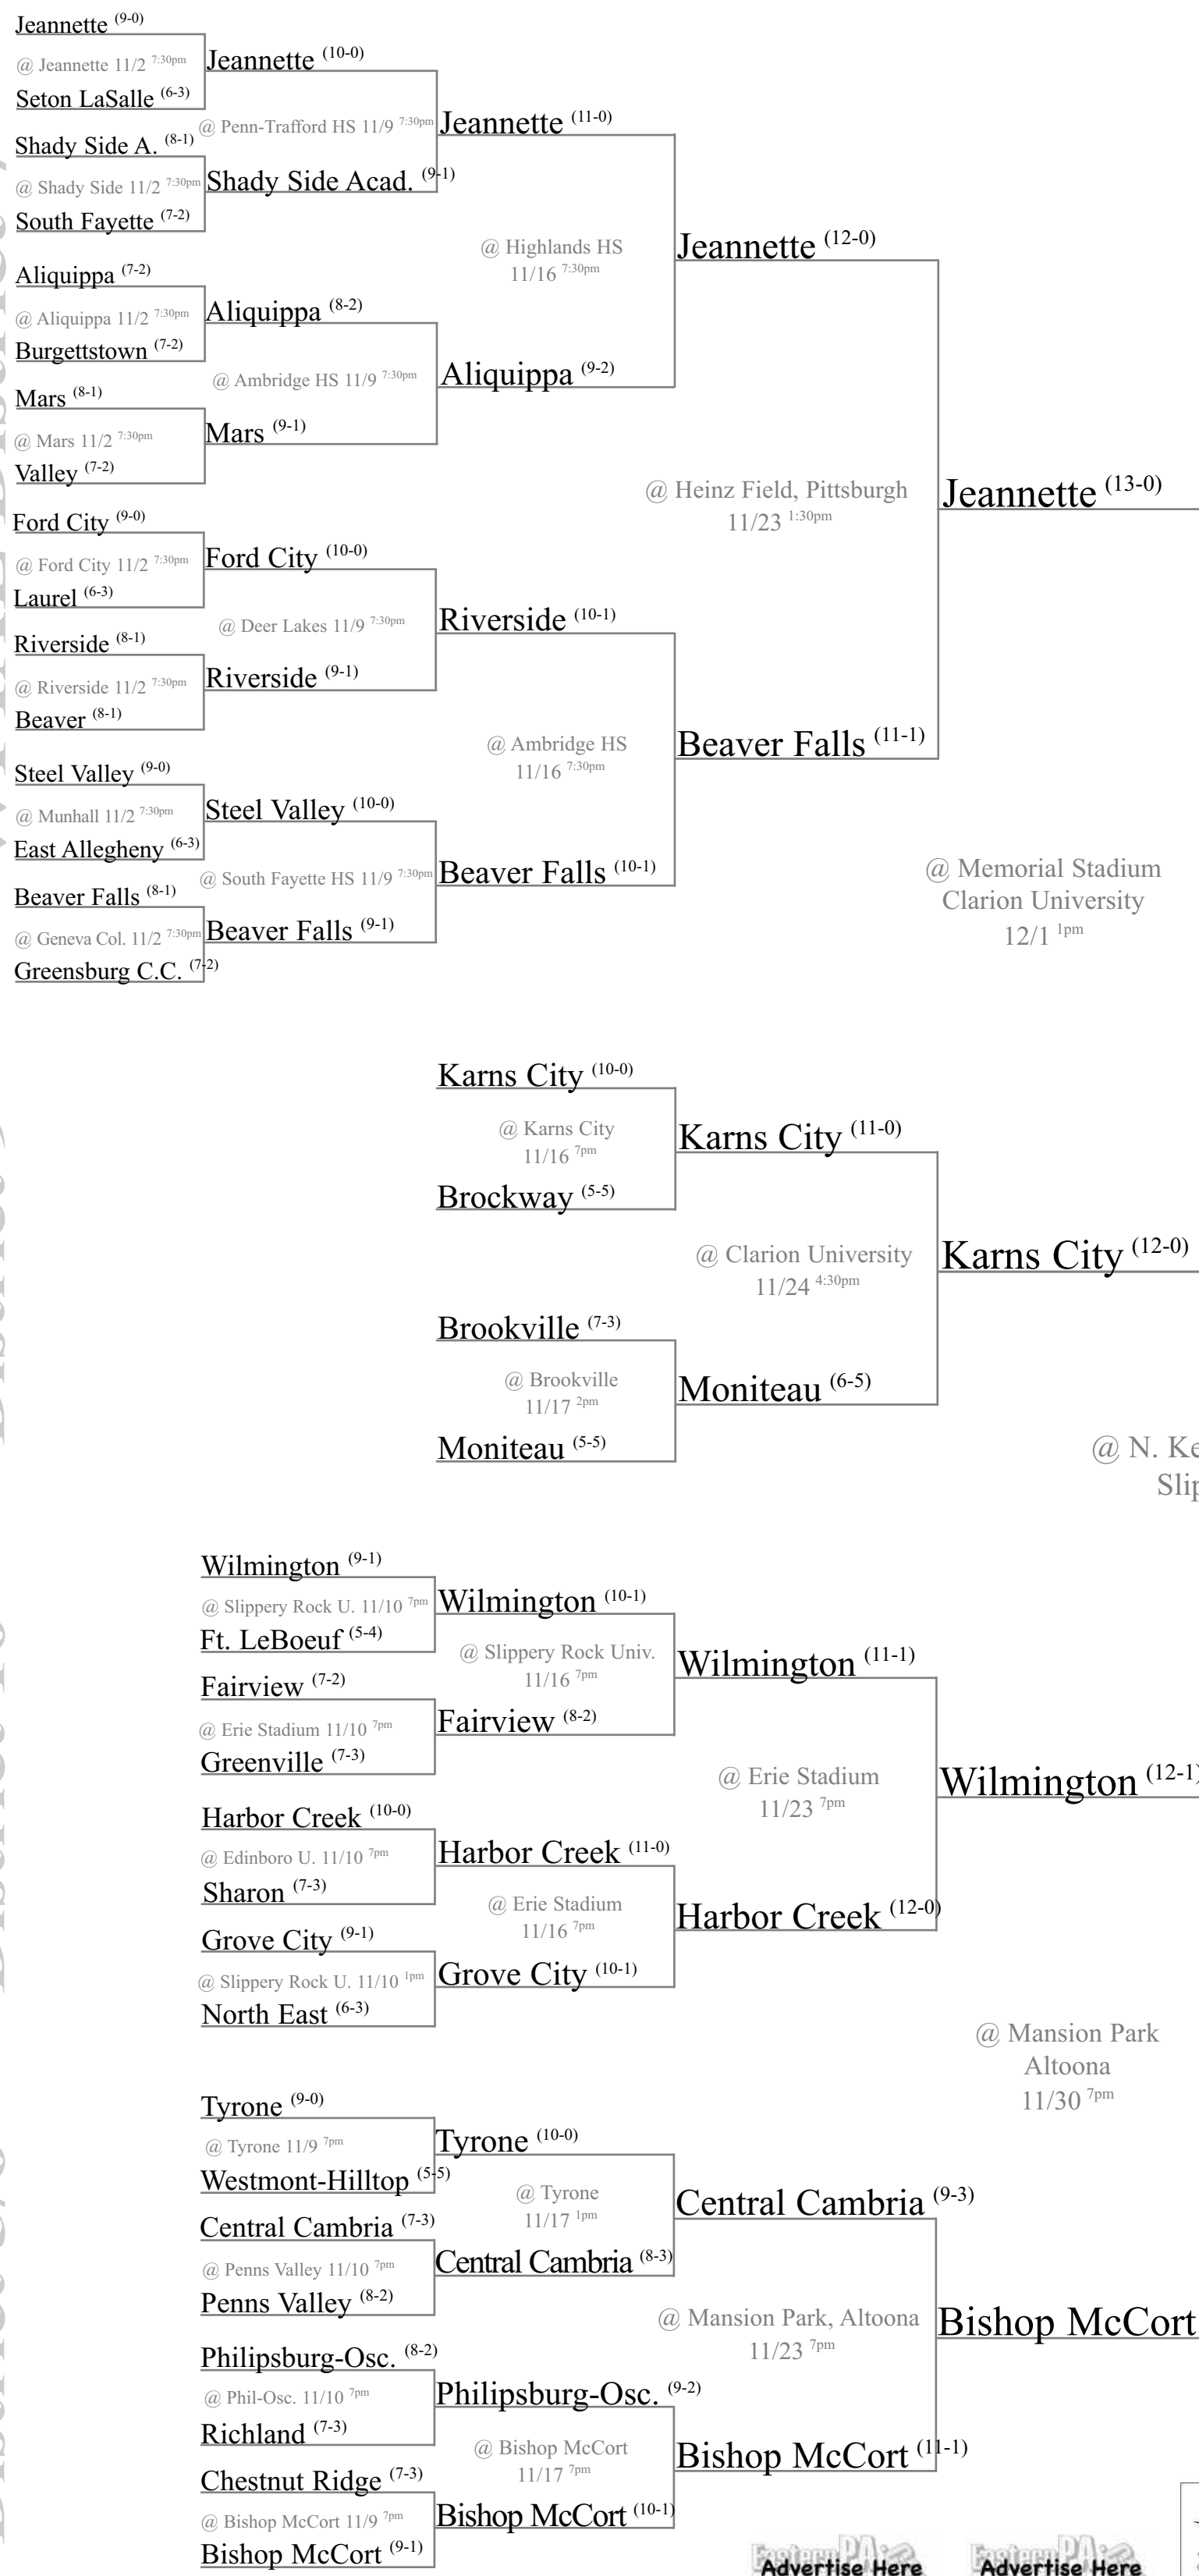 Jeannette (9-0)
@ Jeannette 11/2 7:30pm
Seton LaSalle (6-3)
Shady Side A. (8-1)
@ Shady Side 11/2 7:30pm
South Fayette (7-2)
Aliquippa (7-2)
@ Aliquippa 11/2 7:30pm
Burgettstown (7-2)
Mars (8-1)
@ Mars 11/2 7:30pm
Valley (7-2)
Ford City (9-0)
@ Ford City 11/2 7:30pm
Laurel (6-3)
Riverside (8-1)
@ Riverside 11/2 7:30pm
Beaver (8-1)
Steel Valley (9-0)
@ Munhall 11/2 7:30pm
East Allegheny (6-3)
Beaver Falls (8-1)
@ Geneva Col. 11/2 7:30pm
Greensburg C.C. (7-2)
Jeannette (10-0)
@ Penn-Trafford HS 11/9 7:30pm
Shady Side Acad. (9-1)
Aliquippa (8-2)
@ Ambridge HS 11/9 7:30pm
Mars (9-1)
Ford City (10-0)
@ Deer Lakes 11/9 7:30pm
Riverside (9-1)
Steel Valley (10-0)
@ South Fayette HS 11/9 7:30pm
Beaver Falls (9-1)
Jeannette (11-0)
@ Highlands HS
11/16 7:30pm
Aliquippa (9-2)
Riverside (10-1)
@ Ambridge HS
11/16 7:30pm
Beaver Falls (10-1)
Jeannette (12-0)
@ Heinz Field, Pittsburgh
11/23 1:30pm
Beaver Falls (11-1)
Jeannette (13-0)
@ Memorial Stadium
Clarion University
12/1 1pm
Karns City (10-0)
@ Karns City
11/16 7pm
Brockway (5-5)
Brookville (7-3)
@ Brookville
11/17 2pm
Moniteau (5-5)
Karns City (11-0)
@ Clarion University
11/24 4:30pm
Moniteau (6-5)
Karns City (12-0)
@ N. Ke
Slip
Wilmington (9-1)
@ Slippery Rock U. 11/10 7pm
Ft. LeBoeuf (5-4)
Fairview (7-2)
@ Erie Stadium 11/10 7pm
Greenville (7-3)
Harbor Creek (10-0)
@ Edinboro U. 11/10 7pm
Sharon (7-3)
Grove City (9-1)
@ Slippery Rock U. 11/10 1pm
North East (6-3)
Wilmington (10-1)
@ Slippery Rock Univ.
11/16 7pm
Fairview (8-2)
Harbor Creek (11-0)
@ Erie Stadium
11/16 7pm
Grove City (10-1)
Wilmington (11-1)
@ Erie Stadium
11/23 7pm
Harbor Creek (12-0)
Wilmington (12-1)
@ Mansion Park
Altoona
11/30 7pm
Tyrone (9-0)
@ Tyrone 11/9 7pm
Westmont-Hilltop (5-5)
Central Cambria (7-3)
@ Penns Valley 11/10 7pm
Penns Valley (8-2)
Philipsburg-Osc. (8-2)
@ Phil-Osc. 11/10 7pm
Richland (7-3)
Chestnut Ridge (7-3)
@ Bishop McCort 11/9 7pm
Bishop McCort (9-1)
Tyrone (10-0)
@ Tyrone
11/17 1pm
Central Cambria (8-3)
Philipsburg-Osc. (9-2)
@ Bishop McCort
11/17 7pm
Bishop McCort (10-1)
Central Cambria (9-3)
@ Mansion Park, Altoona
11/23 7pm
Bishop McCort (11-1)
Bishop McCort
Advertise Here
Advertise Here